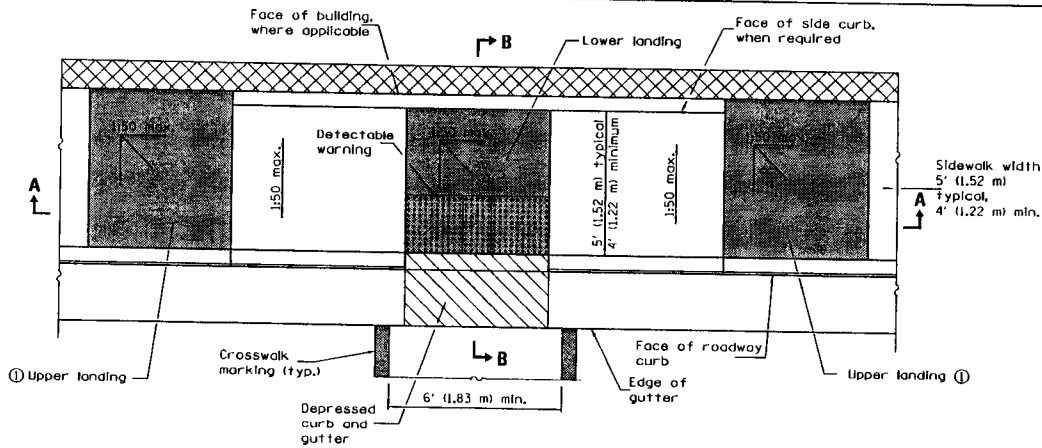 Face of building,
where applicable
B
Lower landing
Face of side curb,
when required
1:50 max.
Detectable
warning
1:50 max.
1:50 max.
A
1:50 max.
5' (1.52 m) typical
4' (1.22 m) minimum
1:50 max.
Sidewalk width
5' (1.52 m)
typical,
4' (1.22 m) min.
A
Crosswalk
marking (typ.)
B
Face of roadway
curb
① Upper landing
6' (1.83 m) min.
Edge of
gutter
Upper landing ①
Depressed
curb and
gutter